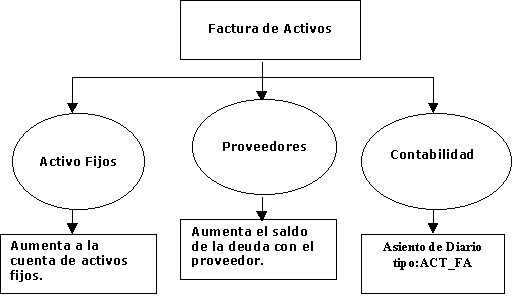 Factura de Activos
Activo Fijos
Proveedores
Contabilidad
Aumenta a la
cuenta de activos
fijos.
Aumenta el saldo
de la deuda con el
proveedor.
Asiento de Diario
tipo:ACT_FA